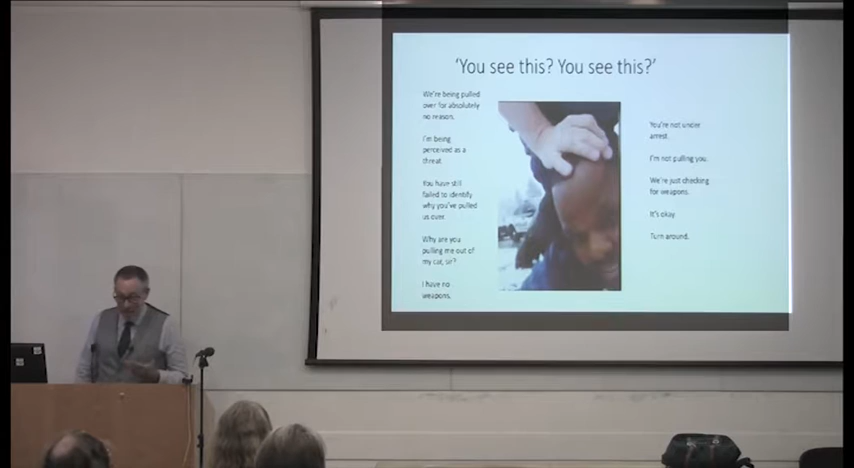 'You see this? You see this?'
We're being pulled
over for absolutely
no reason.
I'm being
perceived as a
threat.
You have still
failed to identify
why you've pulled
us over.
Why are you
pulling me out of
my car, sir?
I have no
weapons.
You're not under
arrest.
I'm not pulling you.
We're just checking
for weapons.
It's okay.
Turn around.